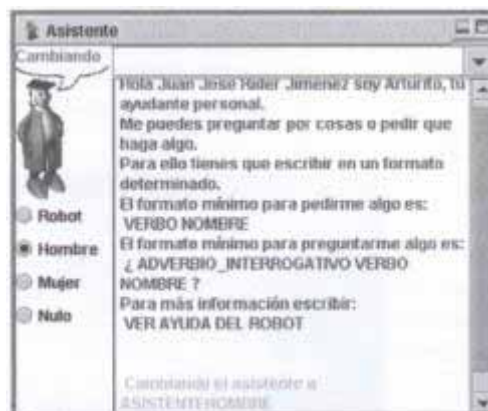 Asistente
Cambiando
Hola Juan Jose Rider Jimenez soy Arturito, tu
ayudante personal.
Me puedes preguntar por cosas o pedir que
haga algo.
Para ello tienes que escribir en un formato
determinado.
El formato mínimo para pedirme algo es:
VERBO NOMBRE
El formato mínimo para preguntarme algo es:
¿ ADVERBIO_INTERROGATIVO VERBO
NOMBRE ?
Para más información escribir:
VER AYUDA DEL ROBOT
Cambiando el asistente a
ASISTENTEHOMBRE
Robot
Hombre
Mujer
Nulo